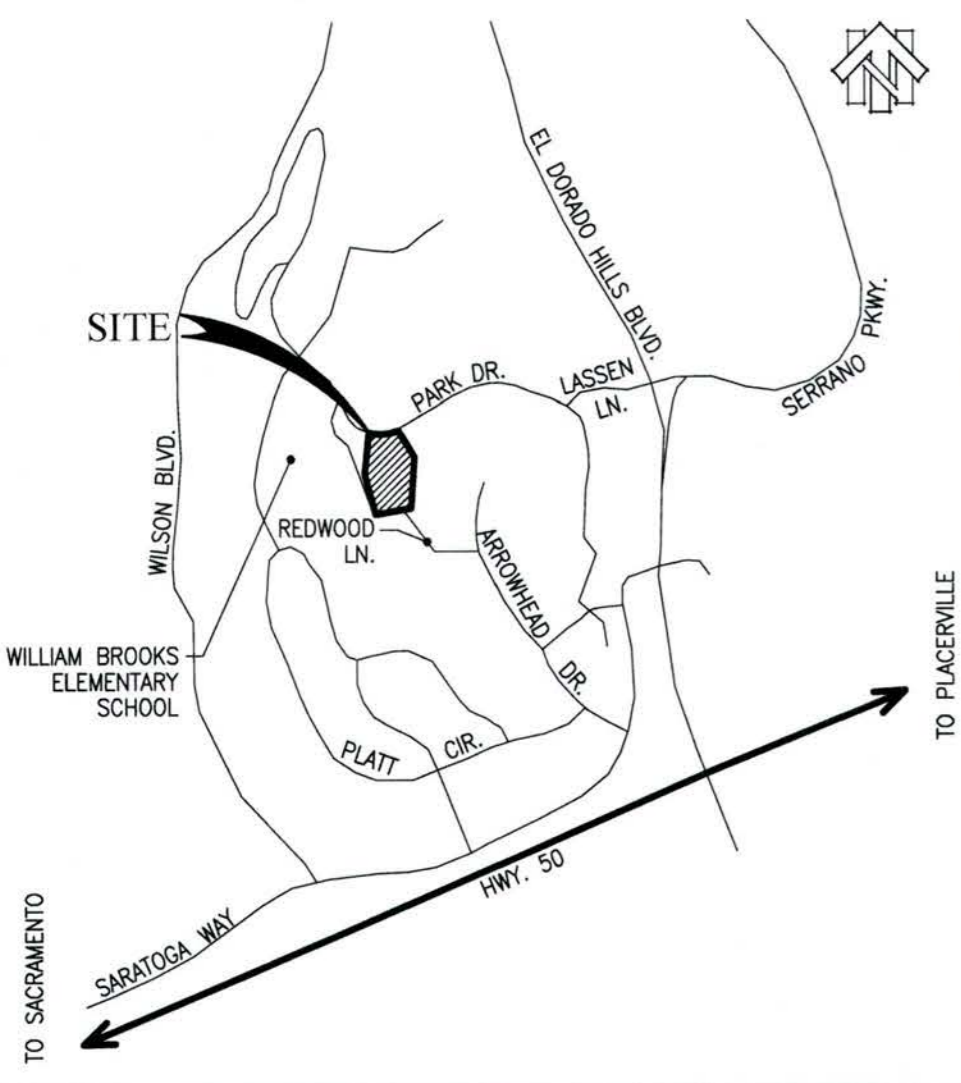 N
EL DORADO HILLS BLVD.
SERRANO PKWY.
SITE
PARK DR.
LASSEN
LN.
WILSON BLVD.
REDWOOD
LN.
ARROWHEAD
DR.
WILLIAM BROOKS
ELEMENTARY
SCHOOL
PLATT
CIR.
TO PLACERVILLE
HWY. 50
SARATOGA WAY
TO SACRAMENTO